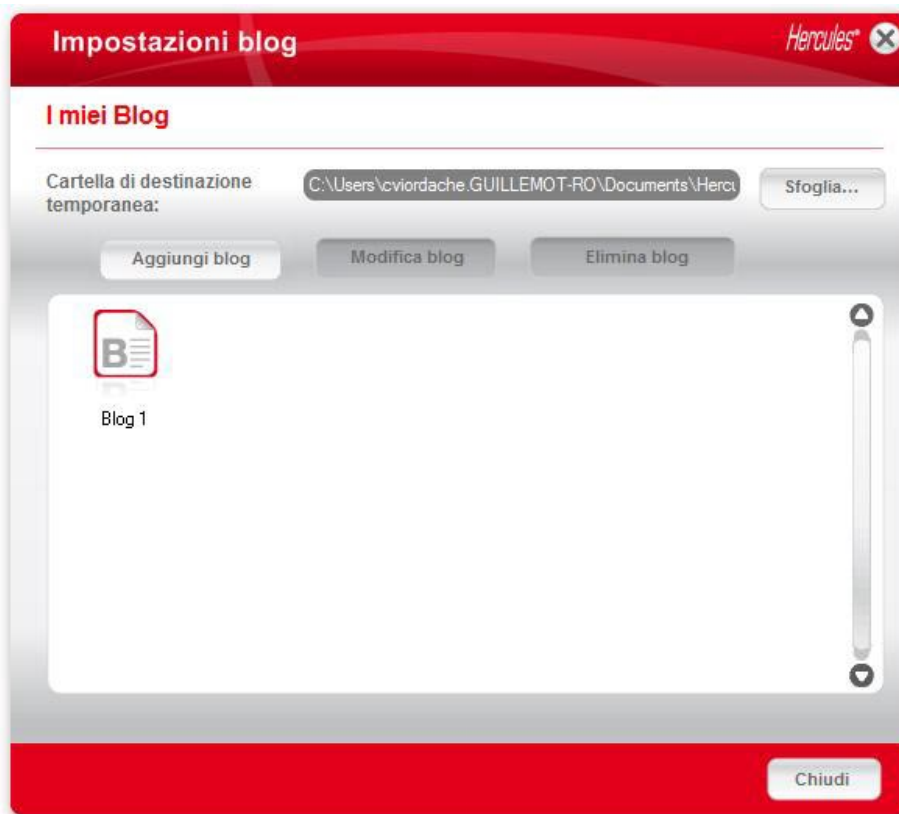 Impostazioni blog
Hercules®
I miei Blog
Cartella di destinazione
temporanea:
C:\Users\cviordache.GUILLEMOT-RO\Documents\Hercu
Sfoglia...
Aggiungi blog
Modifica blog
Elimina blog
B
Blog 1
Chiudi